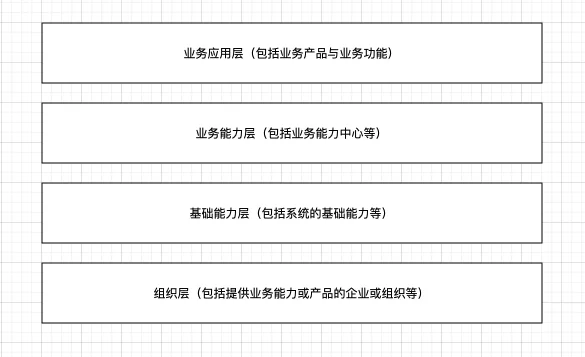 业务应用层（包括业务产品与业务功能）
业务能力层（包括业务能力中心等）
基础能力层（包括系统的基础能力等）
组织层（包括提供业务能力或产品的企业或组织等）